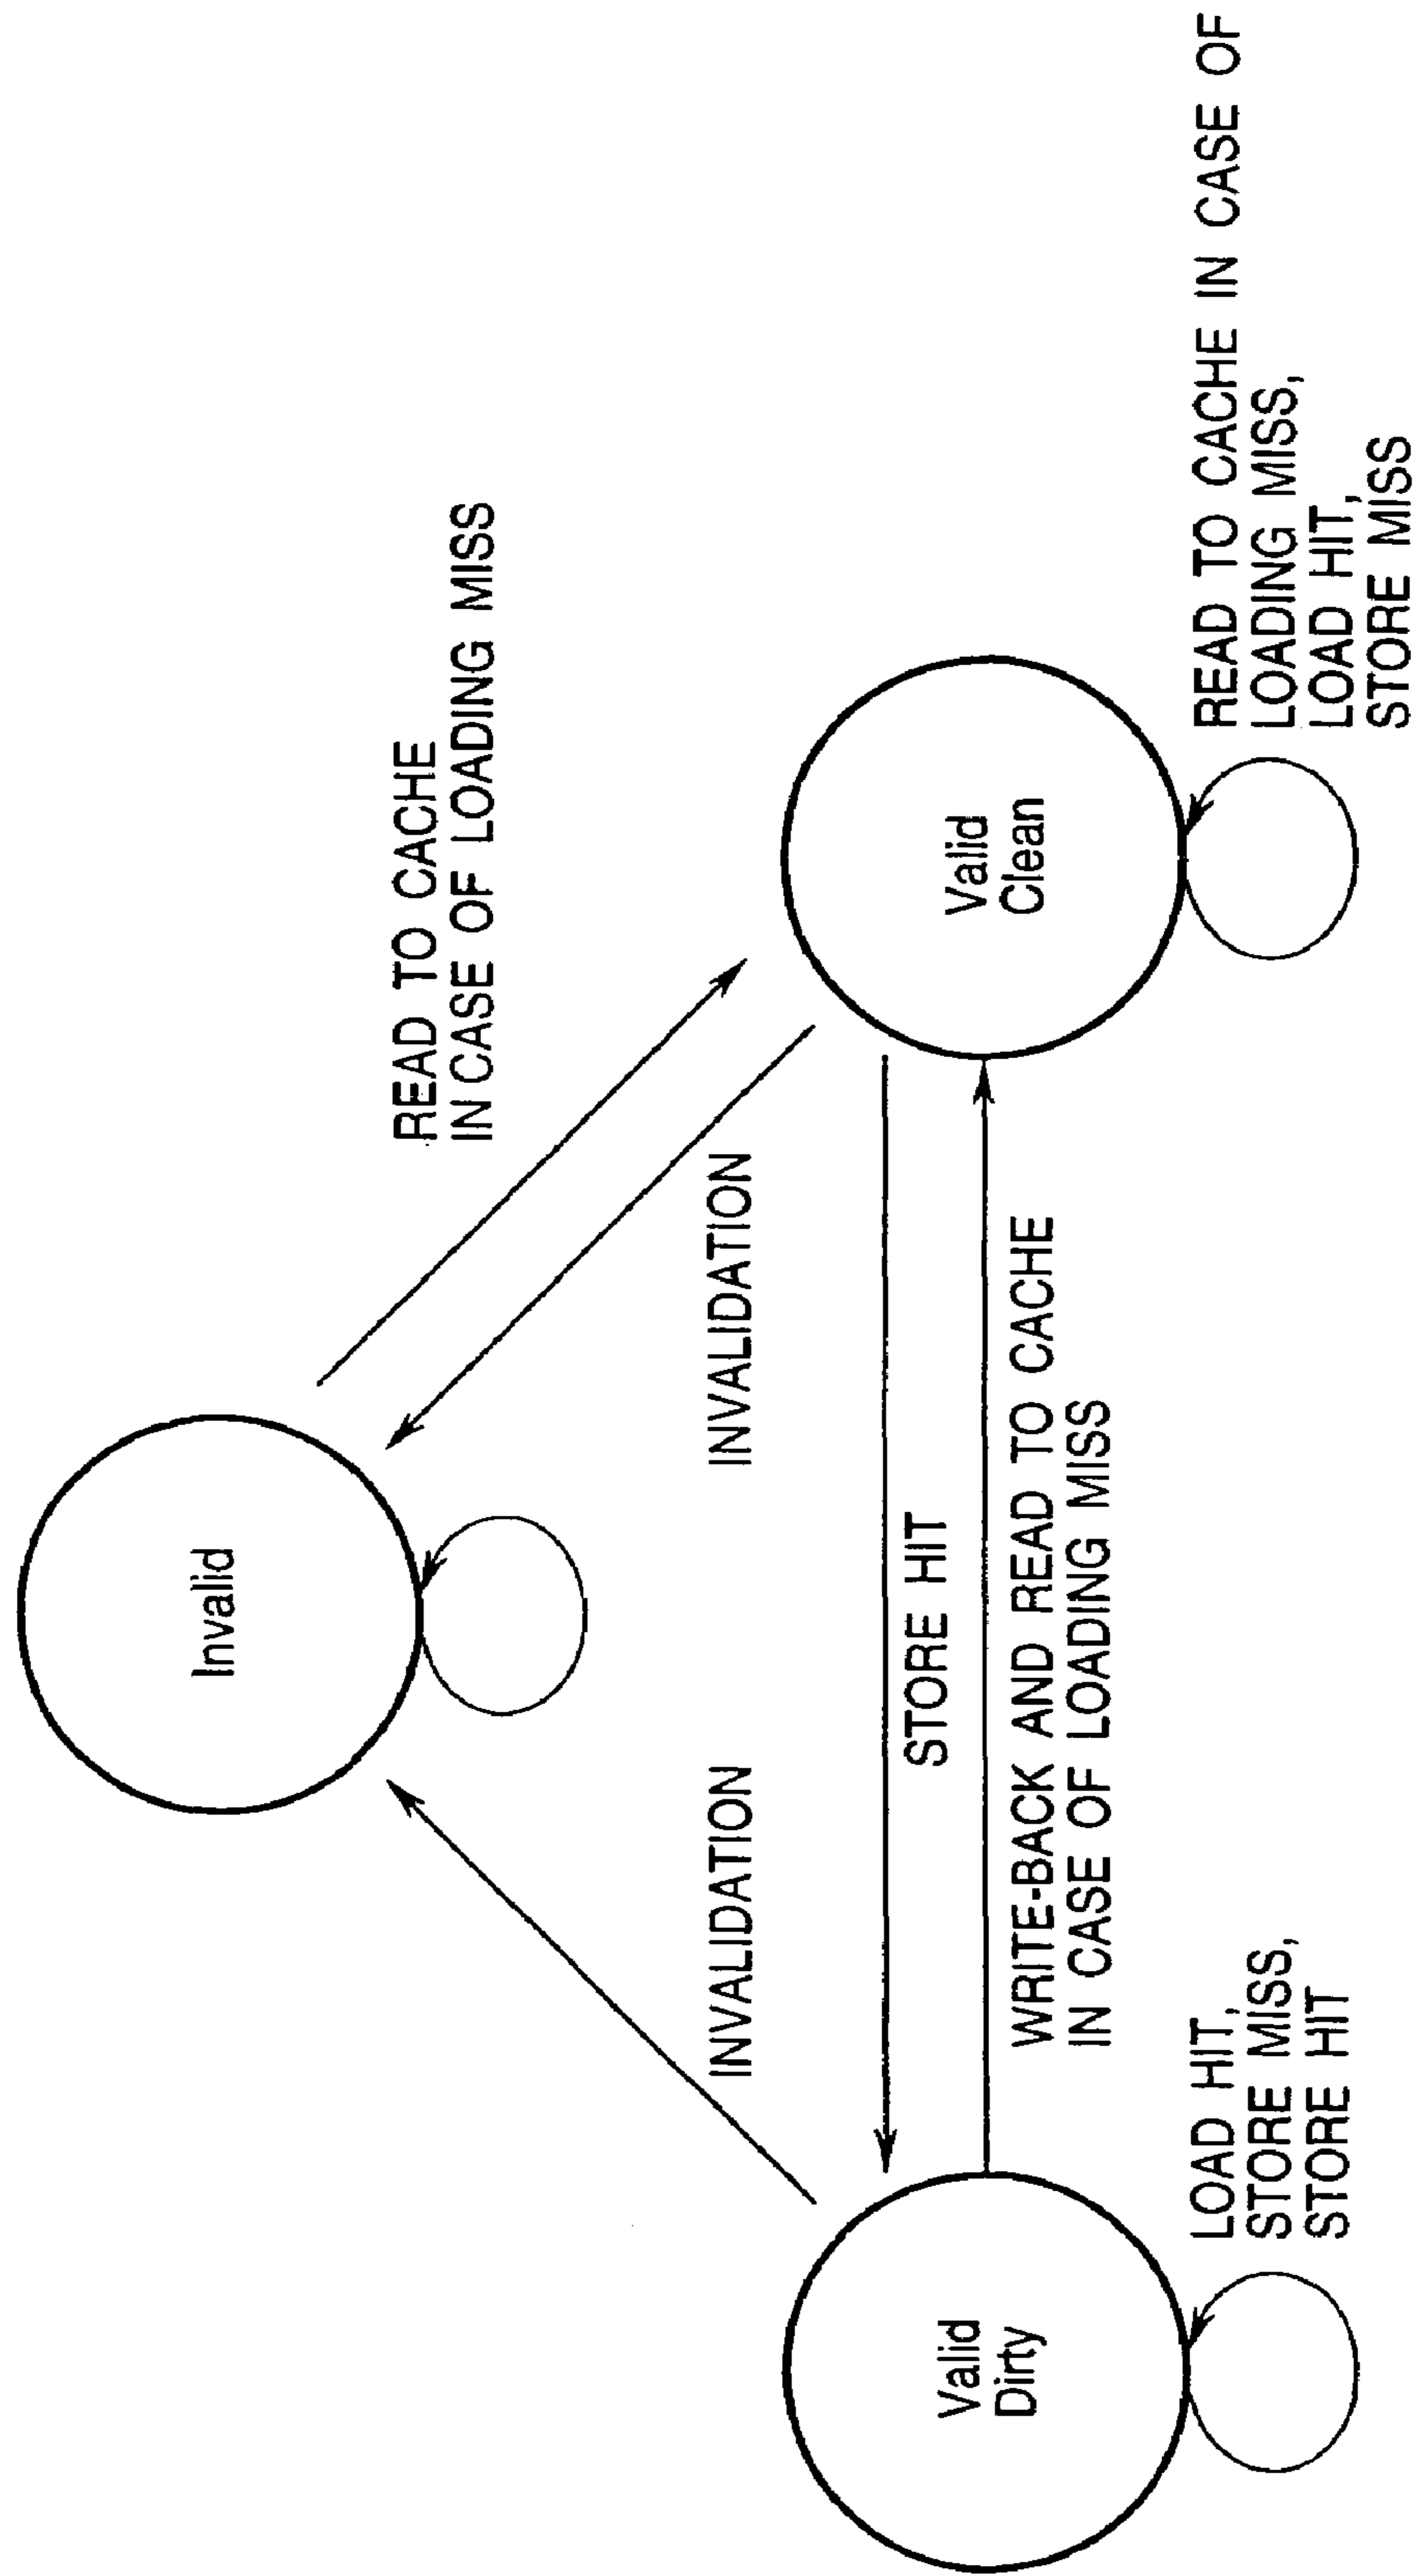 Invalid
READ TO CACHE
IN CASE OF LOADING MISS
INVALIDATION
INVALIDATION
STORE HIT
WRITE-BACK AND READ TO CACHE
IN CASE OF LOADING MISS
Valid
Dirty
Valid
Clean
LOAD HIT,
STORE MISS,
STORE HIT
READ TO CACHE IN CASE OF
LOADING MISS,
LOAD HIT,
STORE MISS